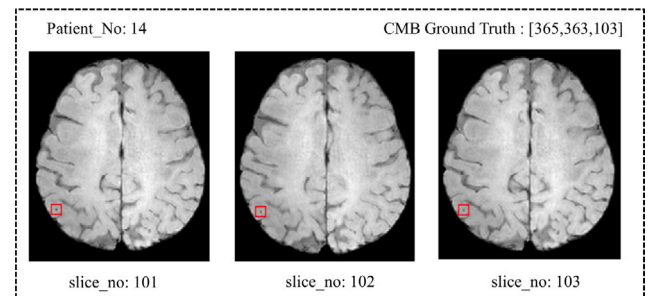 Patient_No: 14
CMB Ground Truth : [365,363,103]
slice_no: 101
slice_no: 102
slice_no: 103